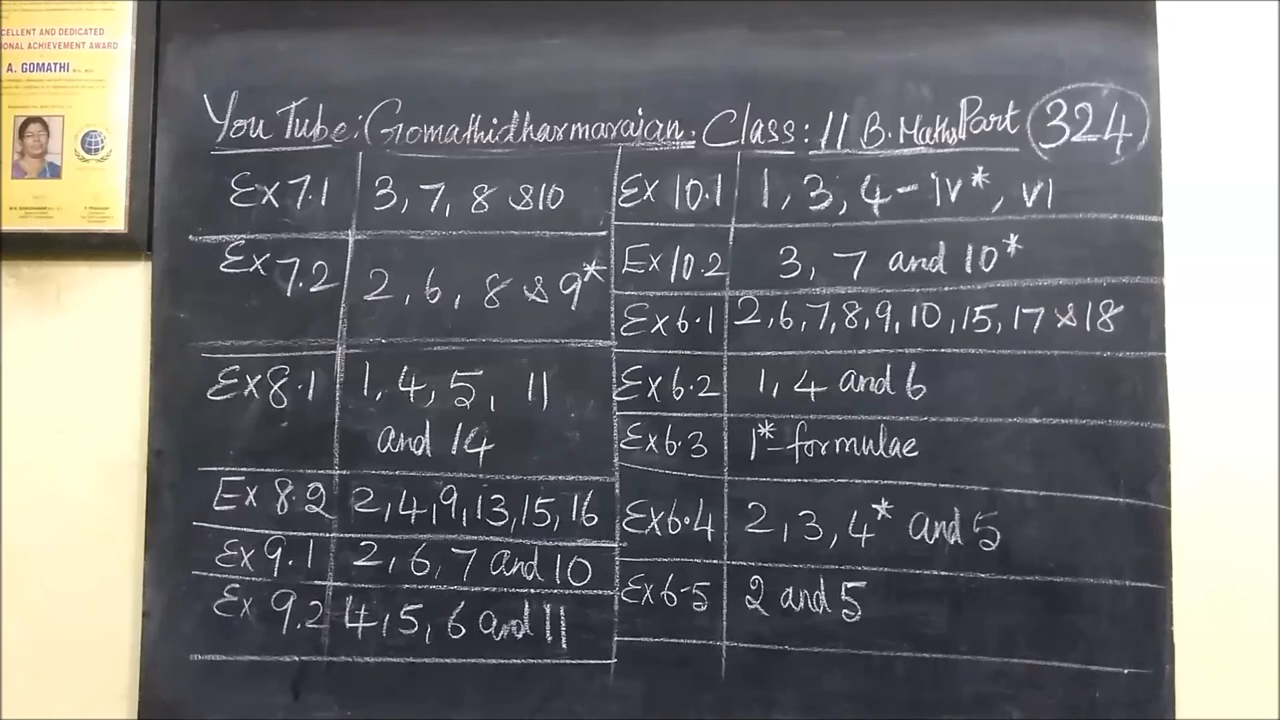 CELLENT AND DEDICATED
IONAL ACHIEVEMENT AWARD
A. GOMATHI
YouTube: Gomathidharmarajan. Class: 11 B. Maths Part 324
Ex 7.1 3, 7, 8 & 10
Ex 7.2 2, 6, 8 & 9*
Ex 8.1 1, 4, 5, 11
and 14
Ex 8.2 2, 4, 9, 13, 15, 16
Ex 9.1 2, 6, 7 and 10
Ex 9.2 4, 5, 6 and 11
Ex 10.1 1, 3, 4 - iv*, vi
Ex 10.2 3, 7 and 10*
Ex 6.1 2, 6, 7, 8, 9, 10, 15, 17 & 18
Ex 6.2 1, 4 and 6
Ex 6.3 1* - formulae
Ex 6.4 2, 3, 4* and 5
Ex 6.5 2 and 5